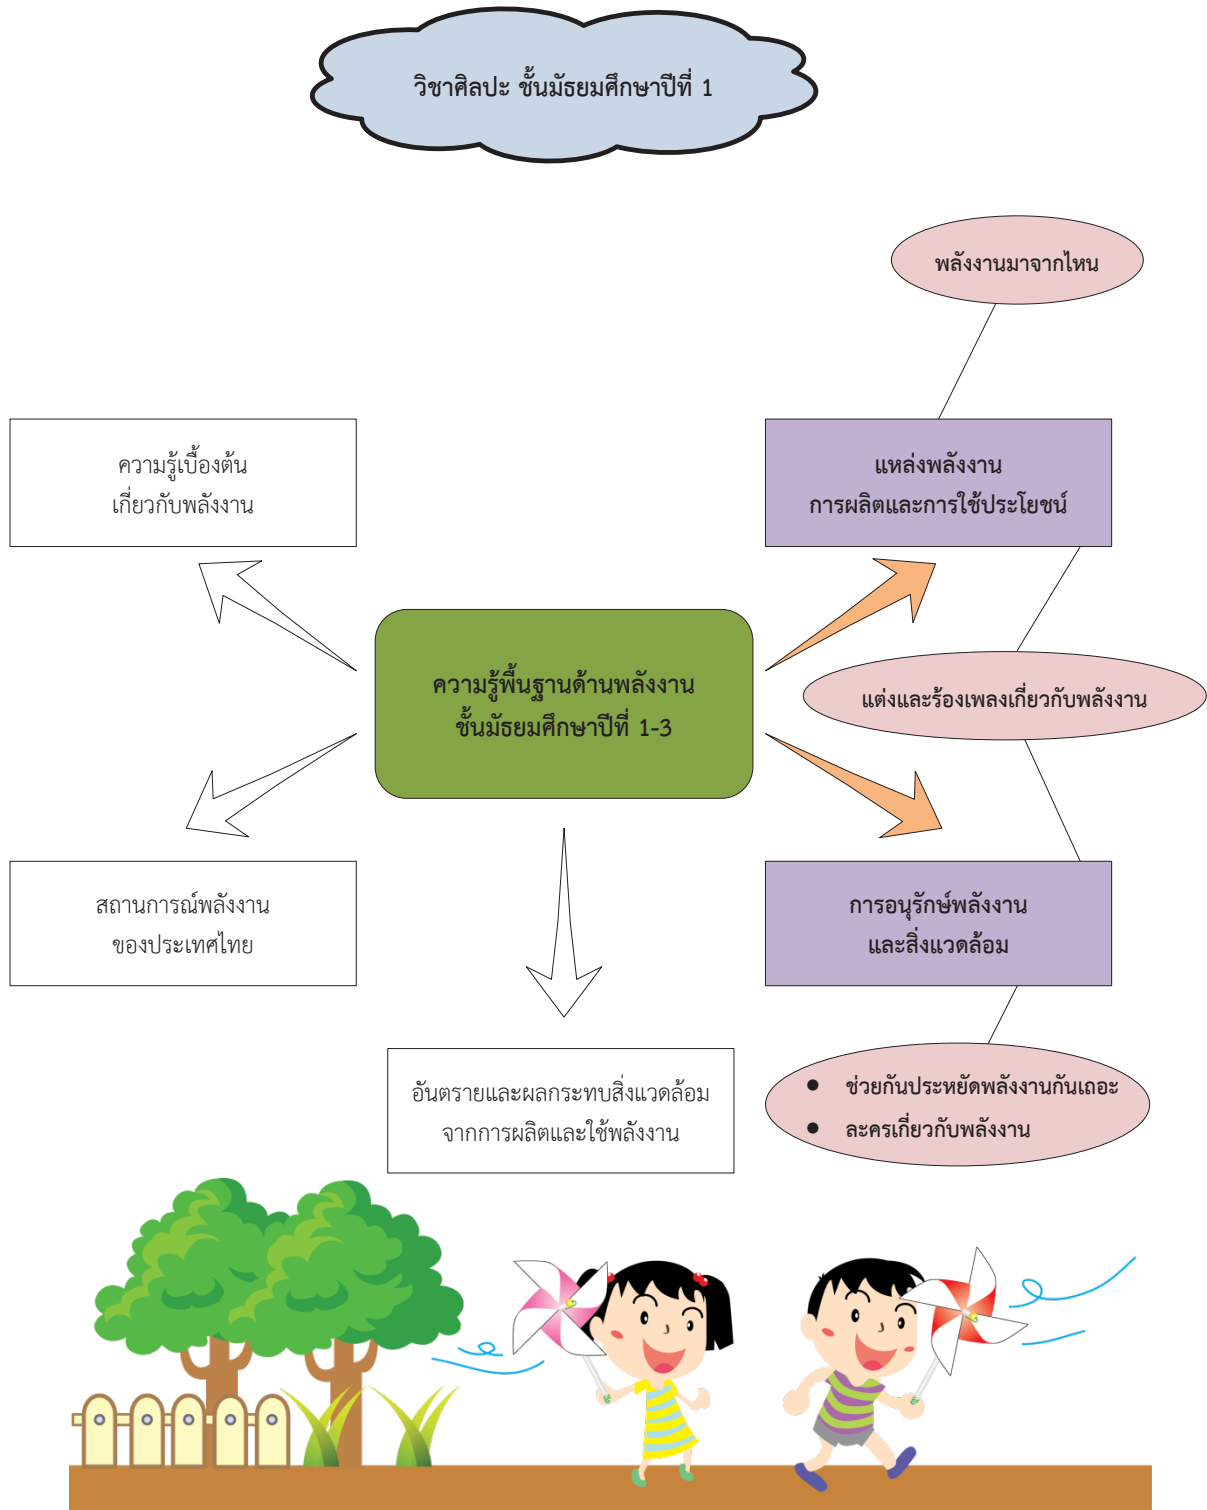 วิชาศิลปะ ชั้นมัธยมศึกษาปีที่ 1
พลังงานมาจากไหน
ความรู้เบื้องต้น
เกี่ยวกับพลังงาน
แหล่งพลังงาน
การผลิตและการใช้ประโยชน์
ความรู้พื้นฐานด้านพลังงาน
ชั้นมัธยมศึกษาปีที่ 1-3
แต่งและร้องเพลงเกี่ยวกับพลังงาน
สถานการณ์พลังงาน
ของประเทศไทย
การอนุรักษ์พลังงาน
และสิ่งแวดล้อม
อันตรายและผลกระทบสิ่งแวดล้อม
จากการผลิตและใช้พลังงาน
● ช่วยกันประหยัดพลังงานกันเถอะ
● ละครเกี่ยวกับพลังงาน